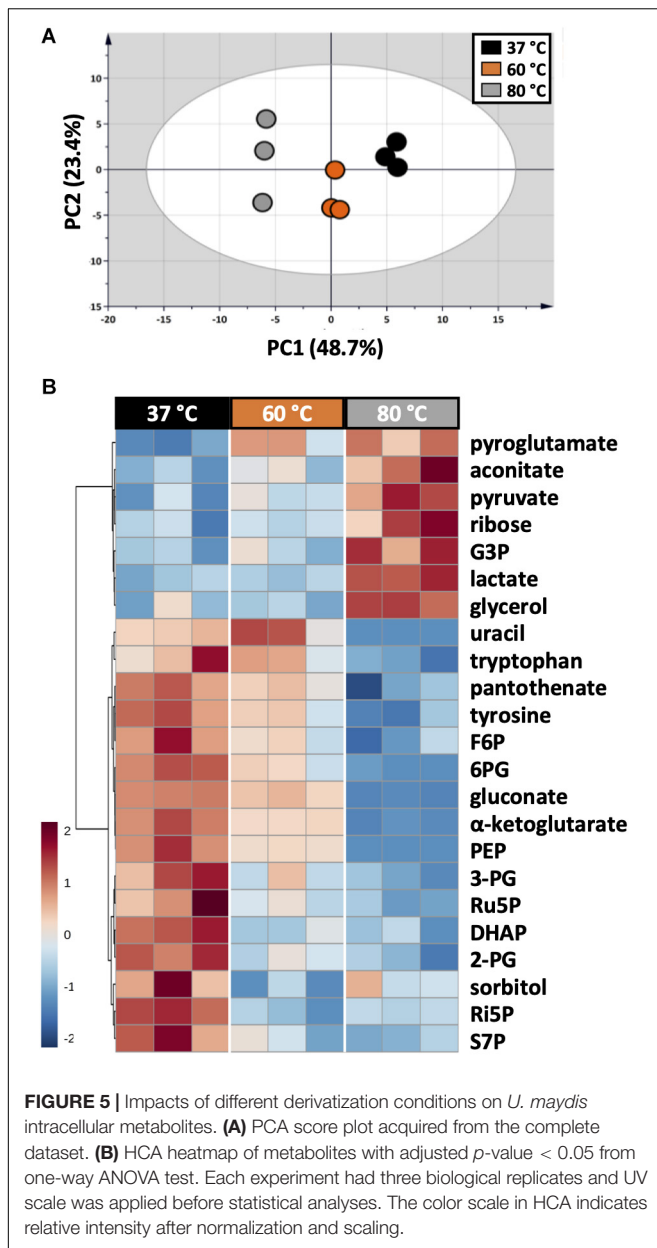 A
37 °C
60 °C
80 °C
PC2 (23.4%)
10
5
0
-5
-10
-15
-20
-15
-10
-5
0
5
10
15
PC1 (48.7%)
B
37 °C
60 °C
80 °C
pyroglutamate
aconitate
pyruvate
ribose
G3P
lactate
glycerol
uracil
tryptophan
pantothenate
tyrosine
F6P
6PG
gluconate
α-ketoglutarate
PEP
3-PG
Ru5P
DHAP
2-PG
sorbitol
Ri5P
S7P
2
1
0
-1
-2
FIGURE 5 | Impacts of different derivatization conditions on U. maydis
intracellular metabolites. (A) PCA score plot acquired from the complete
dataset. (B) HCA heatmap of metabolites with adjusted p-value < 0.05 from
one-way ANOVA test. Each experiment had three biological replicates and UV
scale was applied before statistical analyses. The color scale in HCA indicates
relative intensity after normalization and scaling.